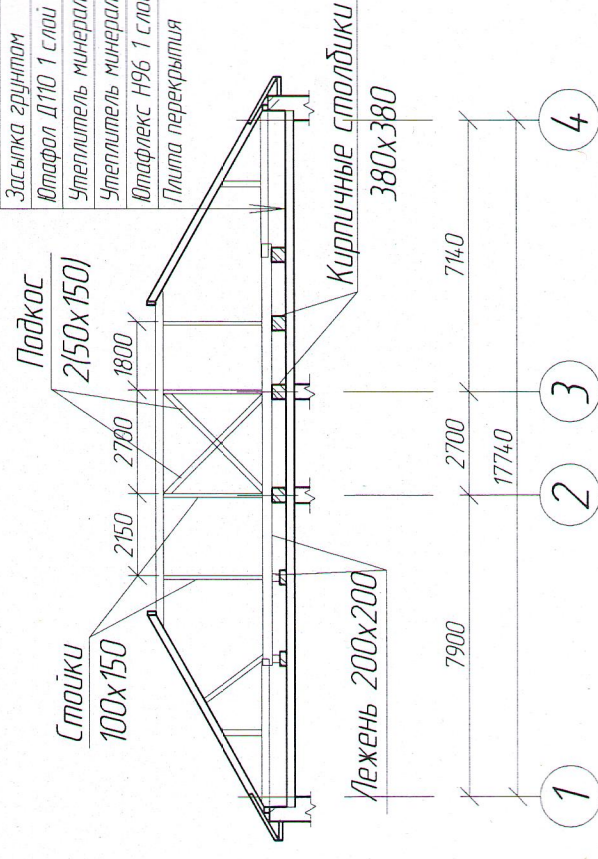 Засыпка грунтом
Ютафол Д110 1 слой
Утеплитель минерал
Утеплитель минерал
Ютафлекс Н96 1 сло
Плита перекрытия
Подкос
2(50х150)
Стойки
100х150
2150
2700
1800
Кирпичные столбики
380х380
Лежень 200х200
7900
2700
7140
17740
1
2
3
4